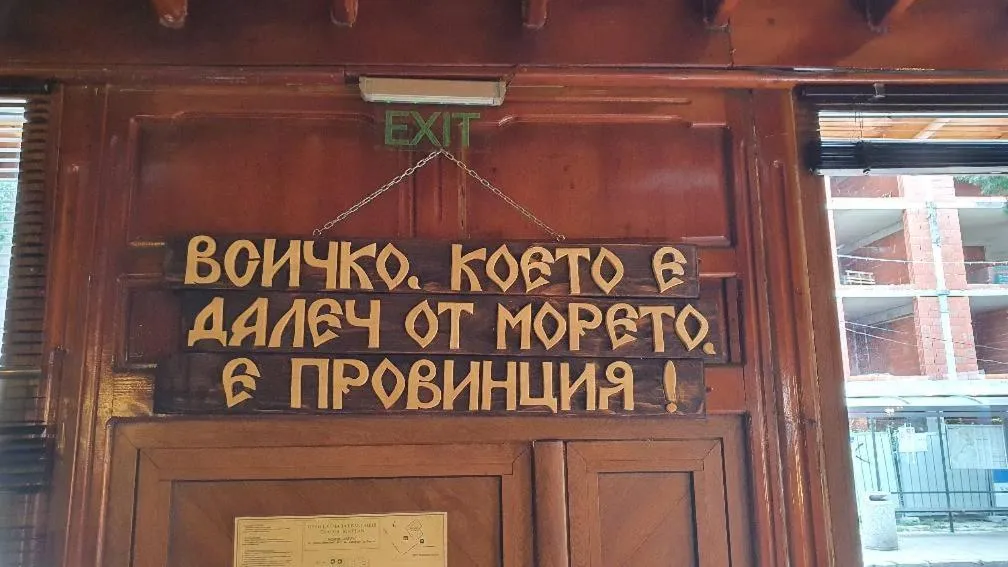 EXIT
ВСИЧКО, КОЕТО Е
ДАЛЕЧ ОТ МОРЕТО,
Е ПРОВИНЦИЯ!